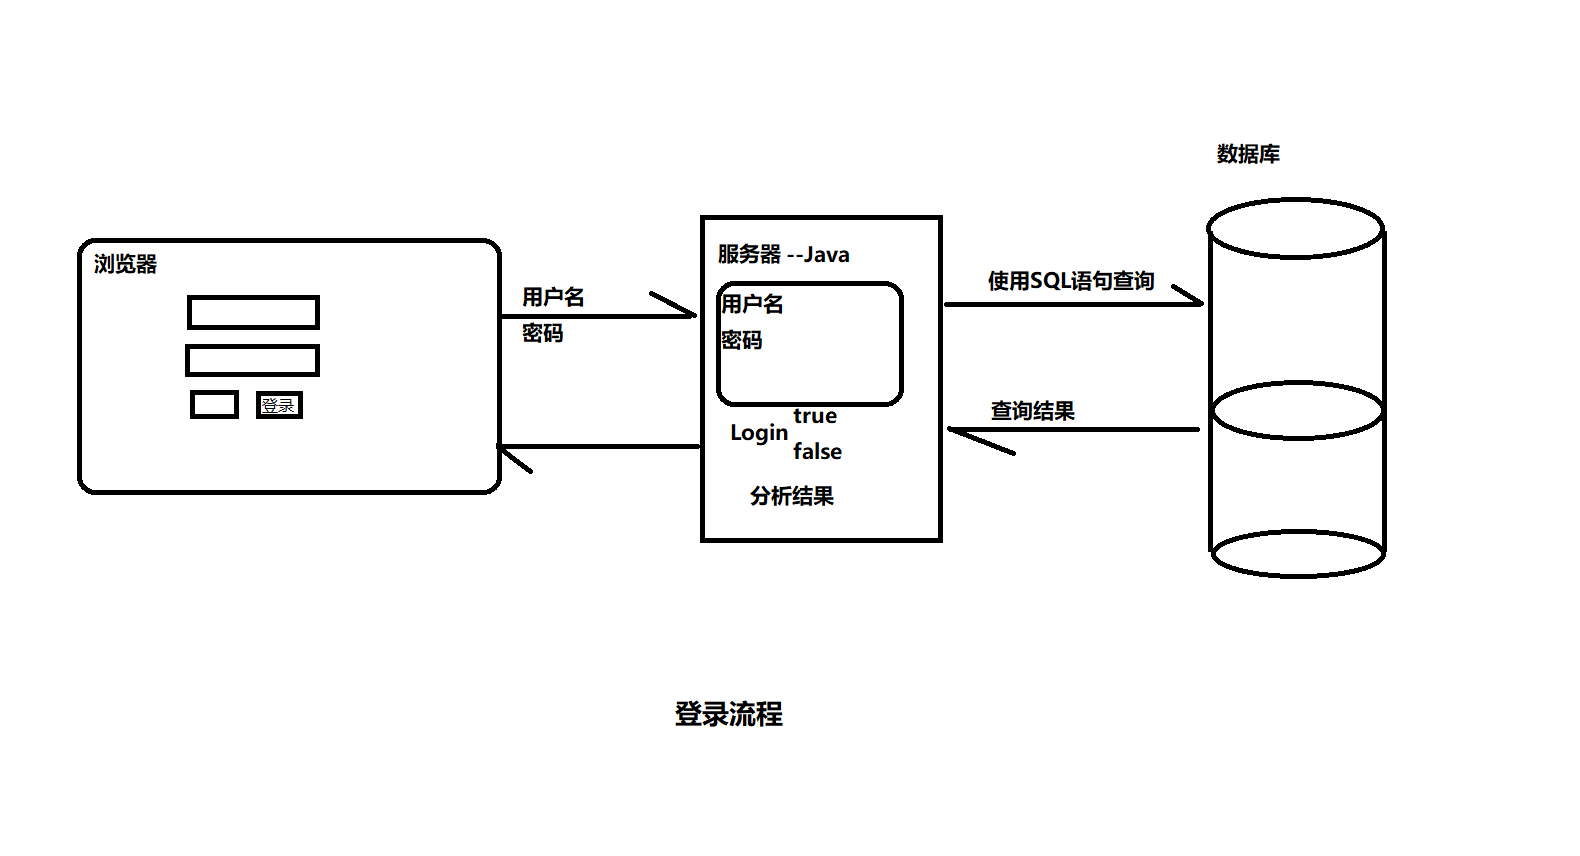 数据库
浏览器
登录
用户名
密码
服务器 --Java
用户名
密码
Login
true
false
分析结果
使用SQL语句查询
查询结果
登录流程